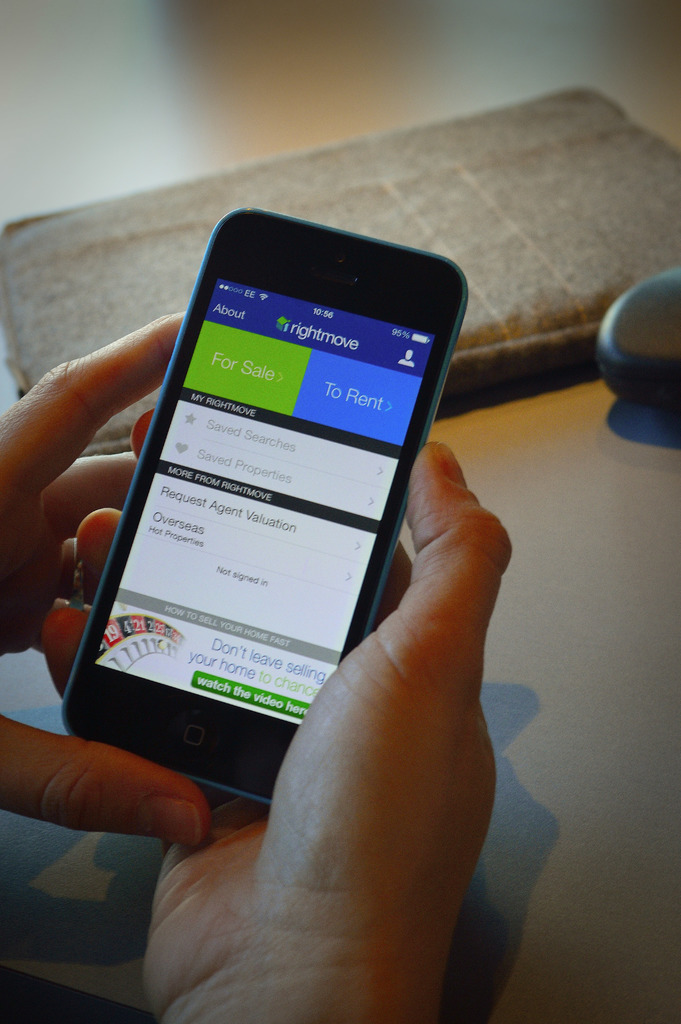 EE 10:56 95%
About rightmove
For Sale To Rent
MY RIGHTMOVE
Saved Searches
Saved Properties
MORE FROM RIGHTMOVE
Request Agent Valuation
Overseas
Hot Properties
Not signed in
HOW TO SELL YOUR HOME FAST
Don't leave selling
your home to chance
watch the video here